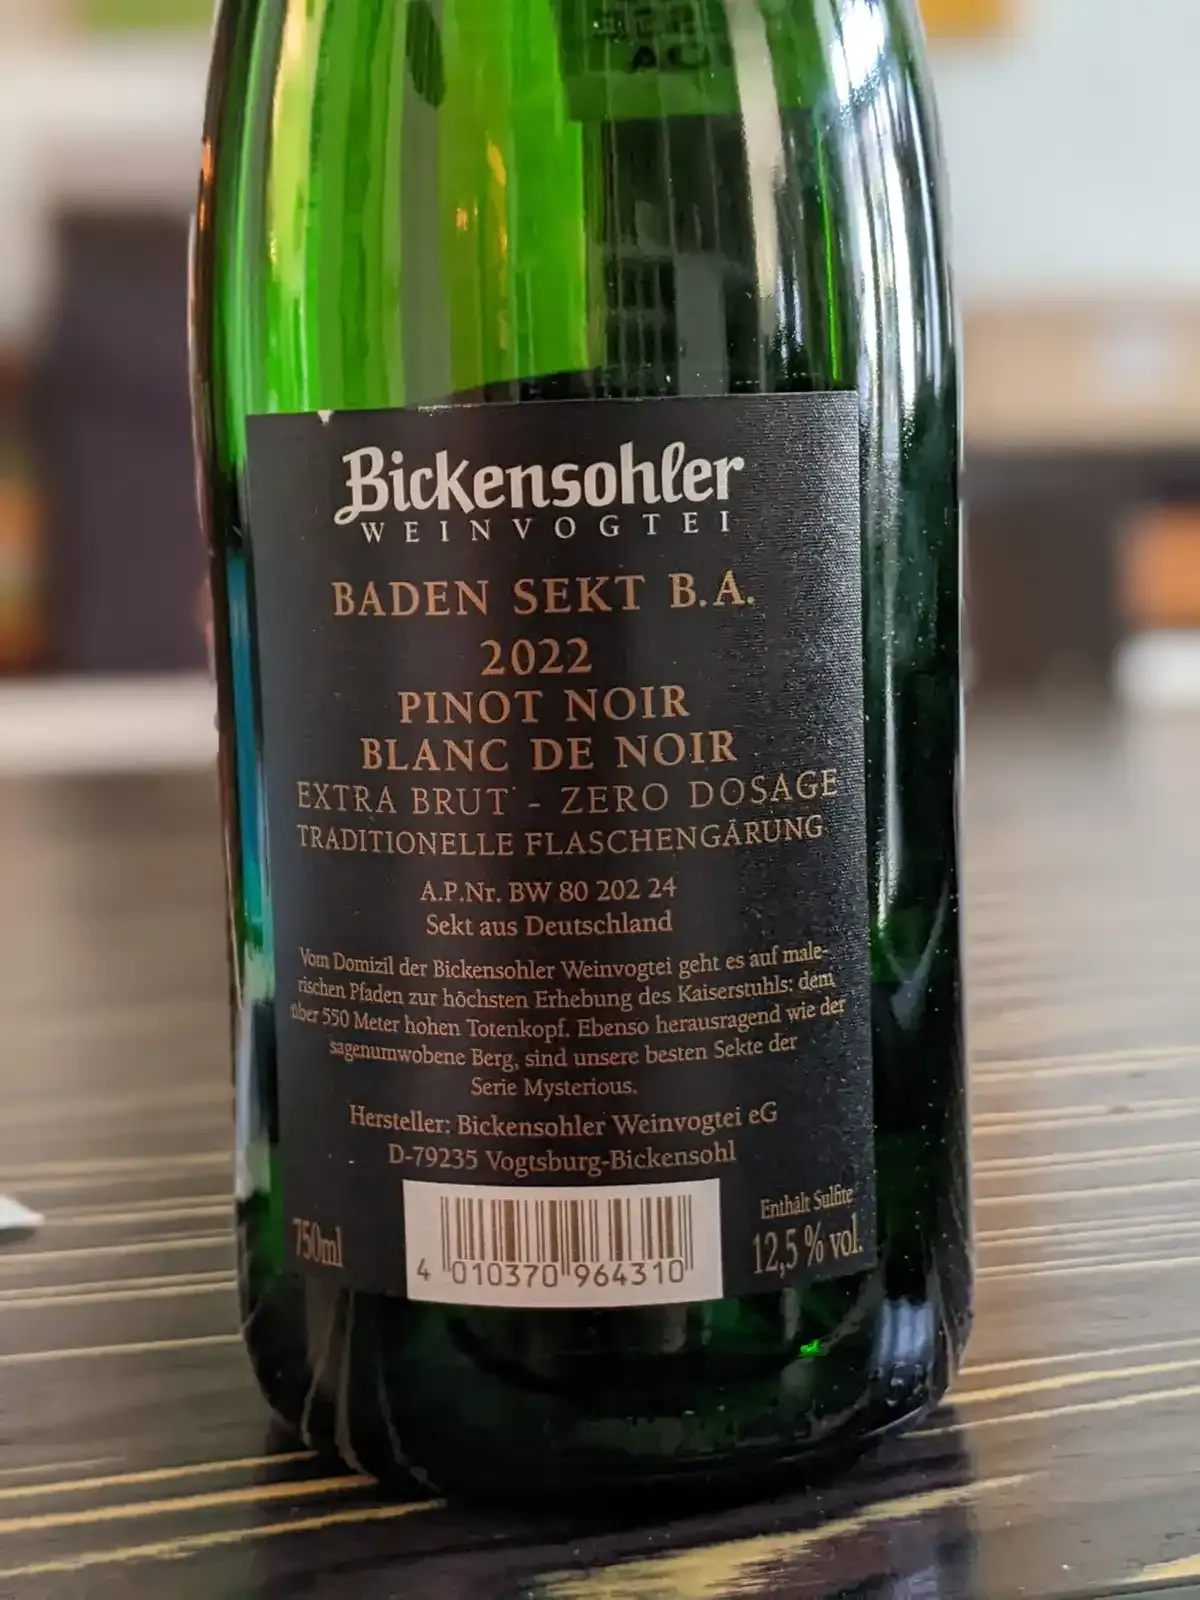 Bickensohler
WEINVOGTEI
BADEN SEKT B.A.
2022
PINOT NOIR
BLANC DE NOIR
EXTRA BRUT - ZERO DOSAGE
TRADITIONELLE FLASCHENGÄRUNG
A.P.Nr. BW 80 202 24
Sekt aus Deutschland
Vom Domizil der Bickensohler Weinvogtei geht es auf male-
rischen Pfaden zur höchsten Erhebung des Kaiserstuhls: dem
über 550 Meter hohen Totenkopf. Ebenso herausragend wie der
sagenumwobene Berg, sind unsere besten Sekte der
Serie Mysterious.
Hersteller: Bickensohler Weinvogtei eG
D-79235 Vogtsburg-Bickensohl
750ml
4 010370 964310
Enthält Sulfite
12,5 % vol.